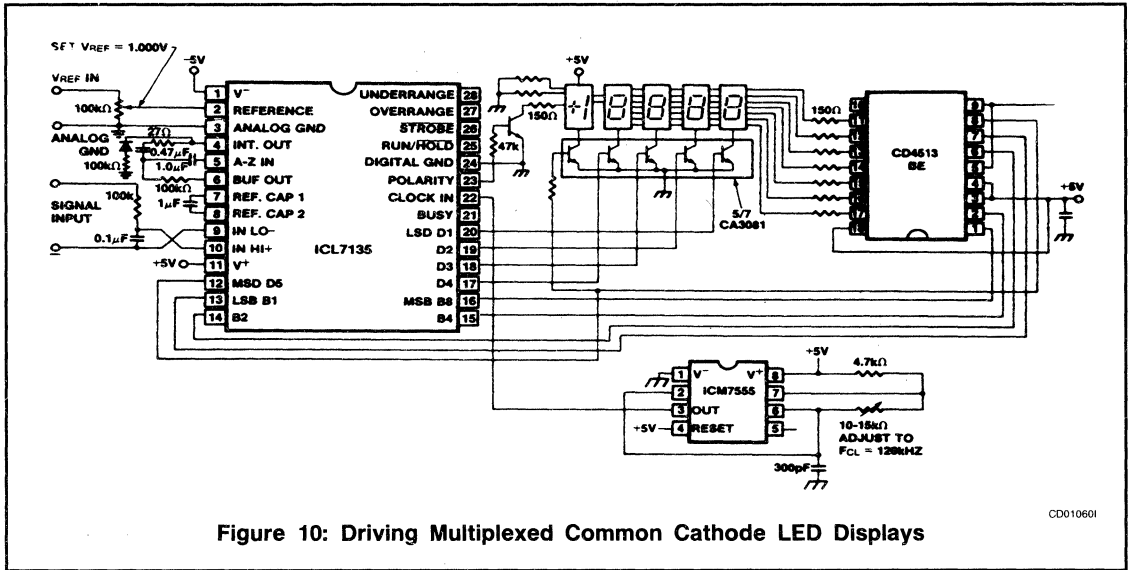 SET VREF = 1.000V
VREF IN
100kΩ
ANALOG GND
27Ω
0.47μF
1.0μF
100kΩ
100kΩ
SIGNAL INPUT
100k
1μF
0.1μF
+5V
-5V
ICL7135
1 V-
2 REFERENCE
3 ANALOG GND
4 INT. OUT
5 A-Z IN
6 BUF OUT
7 REF. CAP 1
8 REF. CAP 2
9 IN LO-
10 IN HI+
11 V+
12 MSD D5
13 LSB B1
14 B2
UNDERRANGE 28
OVERRANGE 27
STROBE 26
RUN/HOLD 25
DIGITAL GND 24
POLARITY 23
CLOCK IN 22
BUSY 21
LSD D1 20
D2 19
D3 18
D4 17
MSB B8 16
B4 15
+5V
150Ω
47k
5/7
CA3081
150Ω
CD4513
BE
+5V
ICM7555
1 V-
2
3 OUT
4 RESET
V+ 8
7
6
5
+5V
+5V
4.7kΩ
10-15kΩ
ADJUST TO
FCL = 120kHZ
300pF
CD01060I
Figure 10: Driving Multiplexed Common Cathode LED Displays